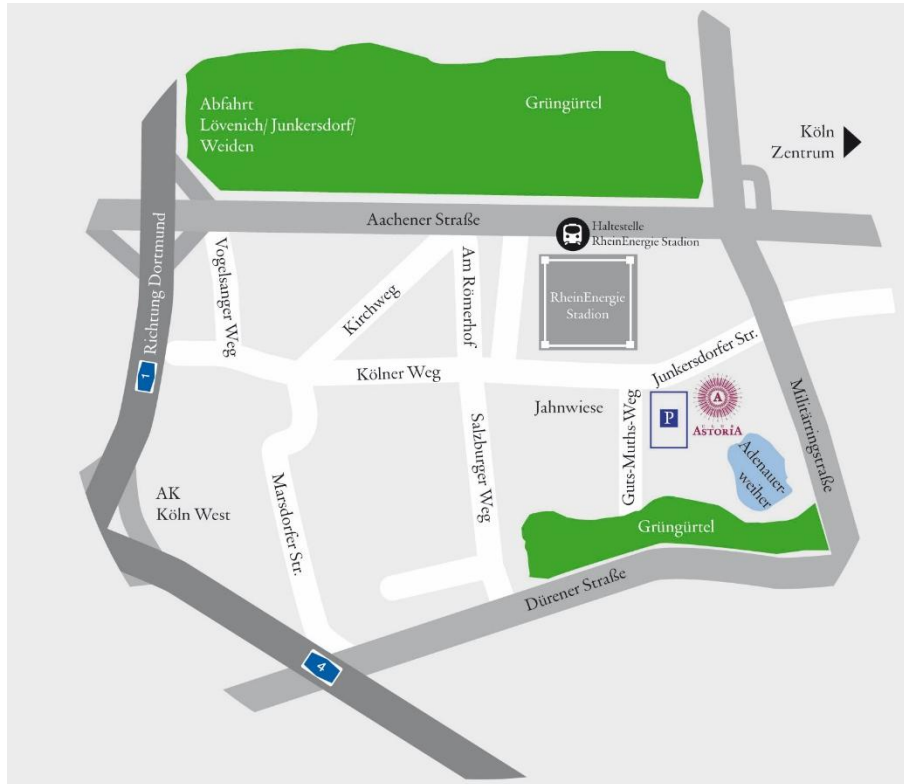 Abfahrt
Lövenich/ Junkersdorf/
Weiden
Grüngürtel
Köln
Zentrum
Aachener Straße
Haltestelle
RheinEnergie Stadion
Richtung Dortmund
1
Vogelsanger Weg
Kirchweg
Am Römerhof
RheinEnergie
Stadion
Kölner Weg
Junkersdorfer Str.
Jahnwiese
Guts-Muths-Weg
P
A
ASTORIA
Militärringstraße
Adenauer-
weiher
Salzburger Weg
Marsdorfer Str.
AK
Köln West
Grüngürtel
Dürener Straße
4